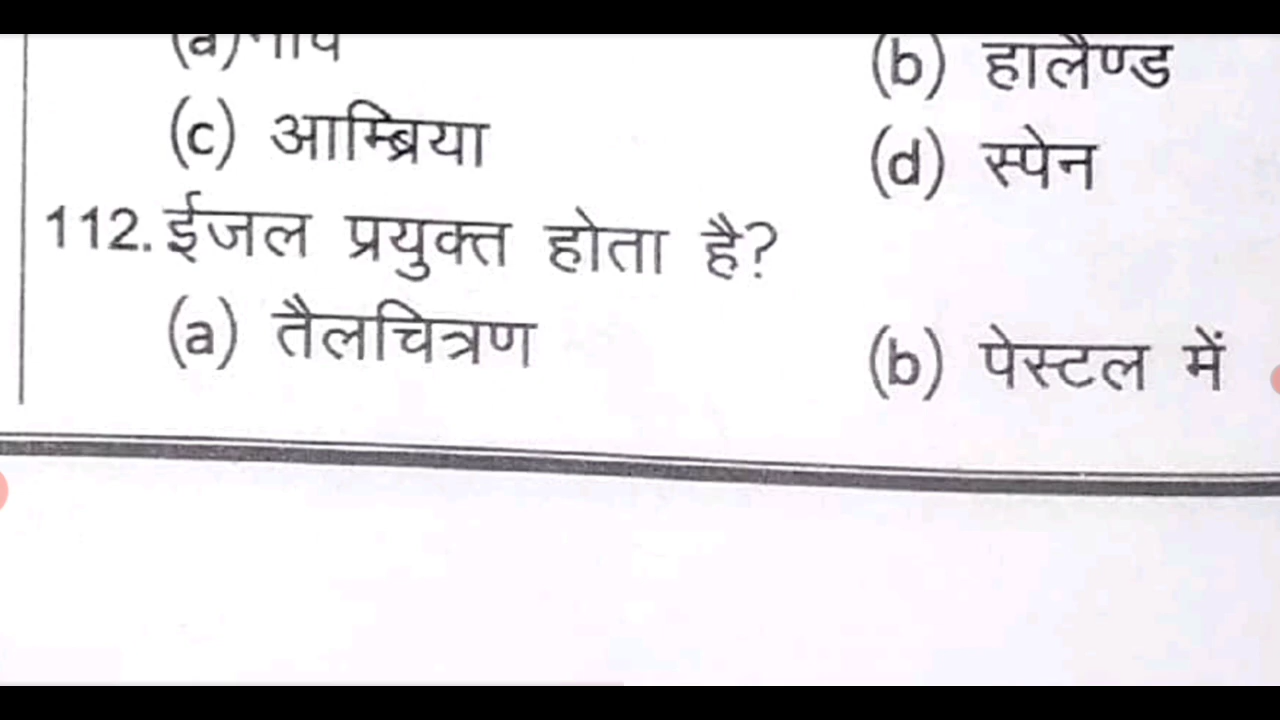 (b) हालैण्ड
(c) आम्ब्रिया (d) स्पेन
112. ईजल प्रयुक्त होता है?
(a) तैलचित्रण (b) पेस्टल में